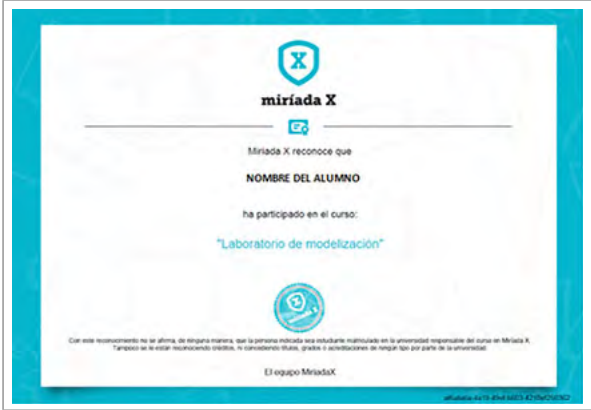 X
miríada X
Miríada X reconoce que
NOMBRE DEL ALUMNO
ha participado en el curso:
"Laboratorio de modelización"
X
Con este reconocimiento no se afirma, de ninguna manera, que la persona indicada sea estudiante matriculado en la universidad responsable del curso en Miríada X.
Tampoco se le están reconociendo créditos, ni concediendo títulos, grados o acreditaciones de ningún tipo por parte de la universidad
El equipo MiríadaX